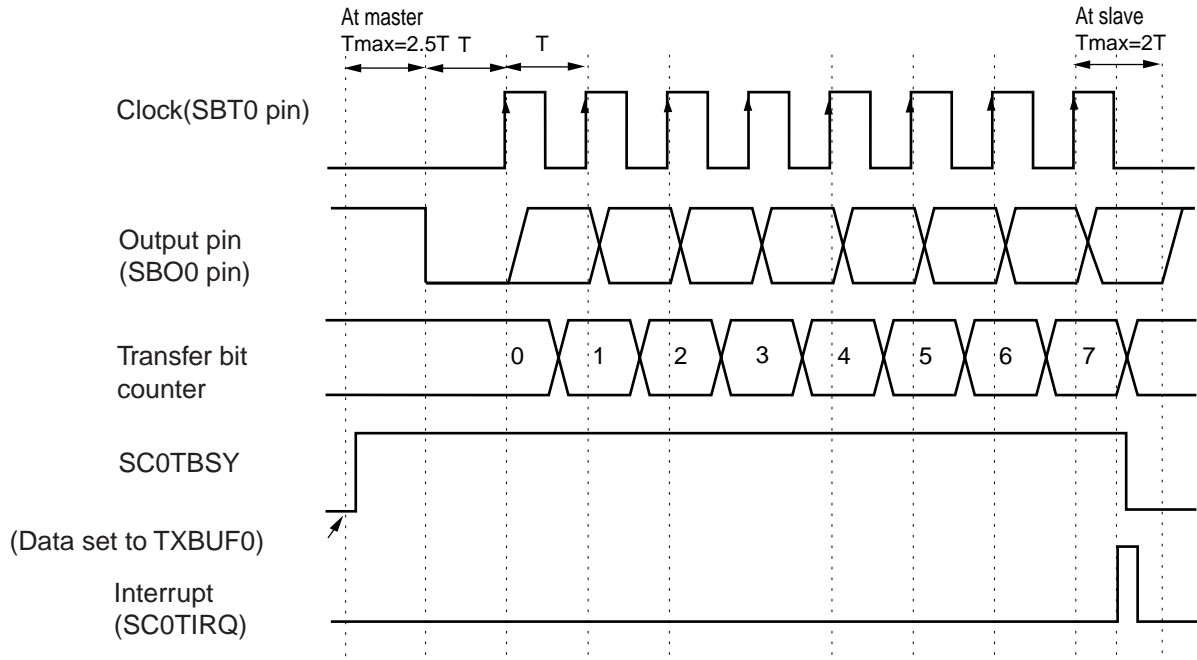 At master
Tmax=2.5T
T
T
At slave
Tmax=2T
Clock(SBT0 pin)
Output pin
(SBO0 pin)
Transfer bit
counter
0 1 2 3 4 5 6 7
SC0TBSY
(Data set to TXBUF0)
Interrupt
(SC0TIRQ)